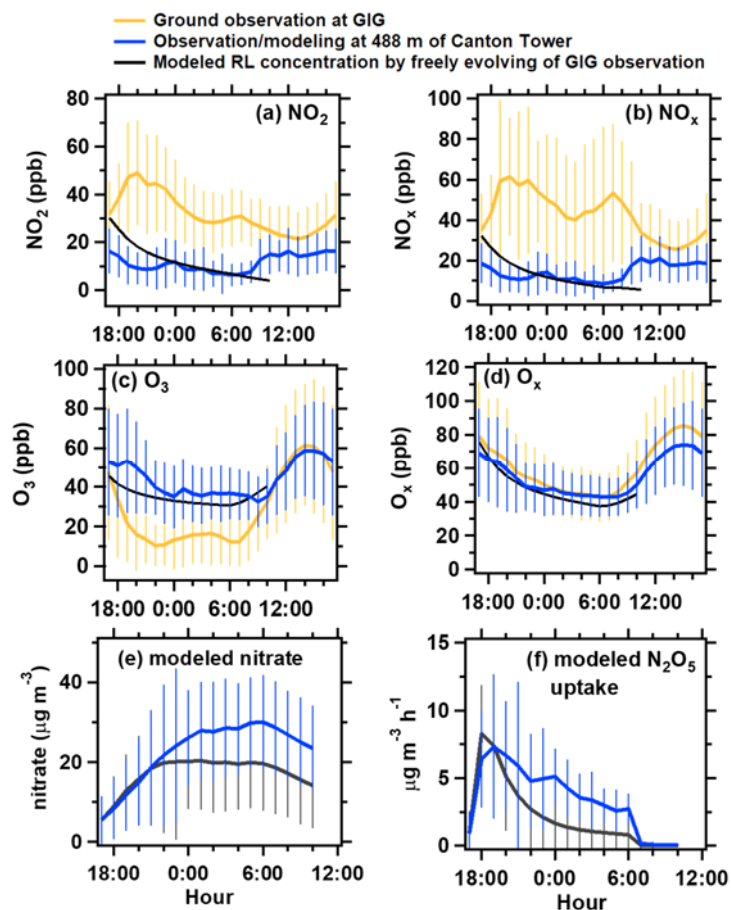 Ground observation at GIG
Observation/modeling at 488 m of Canton Tower
Modeled RL concentration by freely evolving of GIG observation
80
60
40
20
0
NO₂ (ppb)
(a) NO₂
18:00 0:00 6:00 12:00
100
80
60
40
20
0
NOₓ (ppb)
(b) NOₓ
18:00 0:00 6:00 12:00
100
80
60
40
20
0
O₃ (ppb)
(c) O₃
18:00 0:00 6:00 12:00
120
100
80
60
40
20
0
Oₓ (ppb)
(d) Oₓ
18:00 0:00 6:00 12:00
40
20
0
nitrate (µg m⁻³)
(e) modeled nitrate
18:00 0:00 6:00 12:00
Hour
15
10
5
0
µg m⁻³ h⁻¹
(f) modeled N₂O₅
uptake
18:00 0:00 6:00 12:00
Hour